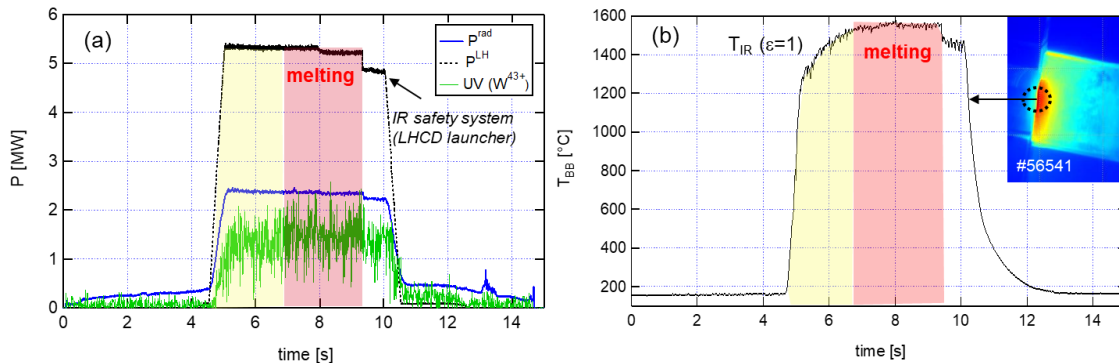 (a)
P^rad
P^LH
UV (W^43+)
melting
IR safety system
(LHCD launcher)
P [MW]
6
5
4
3
2
1
0
0 2 4 6 8 10 12 14
time [s]
(b)
T_IR (ε=1)
melting
#56541
T_BB [°C]
1600
1400
1200
1000
800
600
400
200
0 2 4 6 8 10 12 14
time [s]